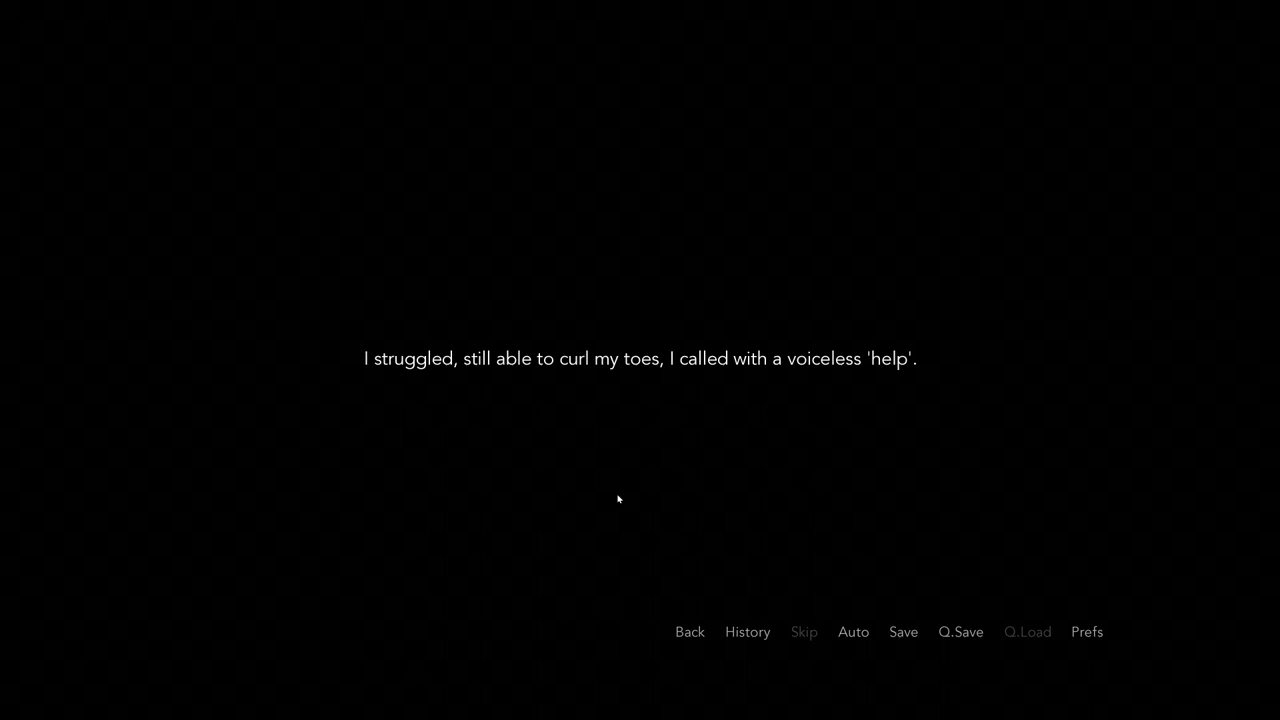 I struggled, still able to curl my toes, I called with a voiceless 'help'.
Back History Skip Auto Save Q.Save Q.Load Prefs